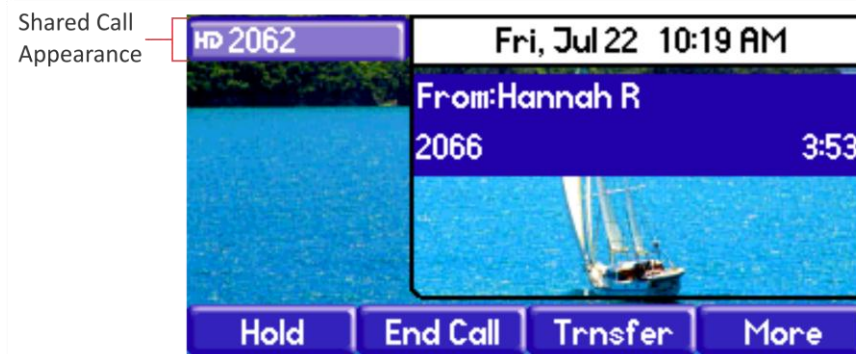 Shared Call
Appearance
HD 2062
Fri, Jul 22 10:19 AM
From:Hannah R
2066 3:53
Hold End Call Trnsfer More